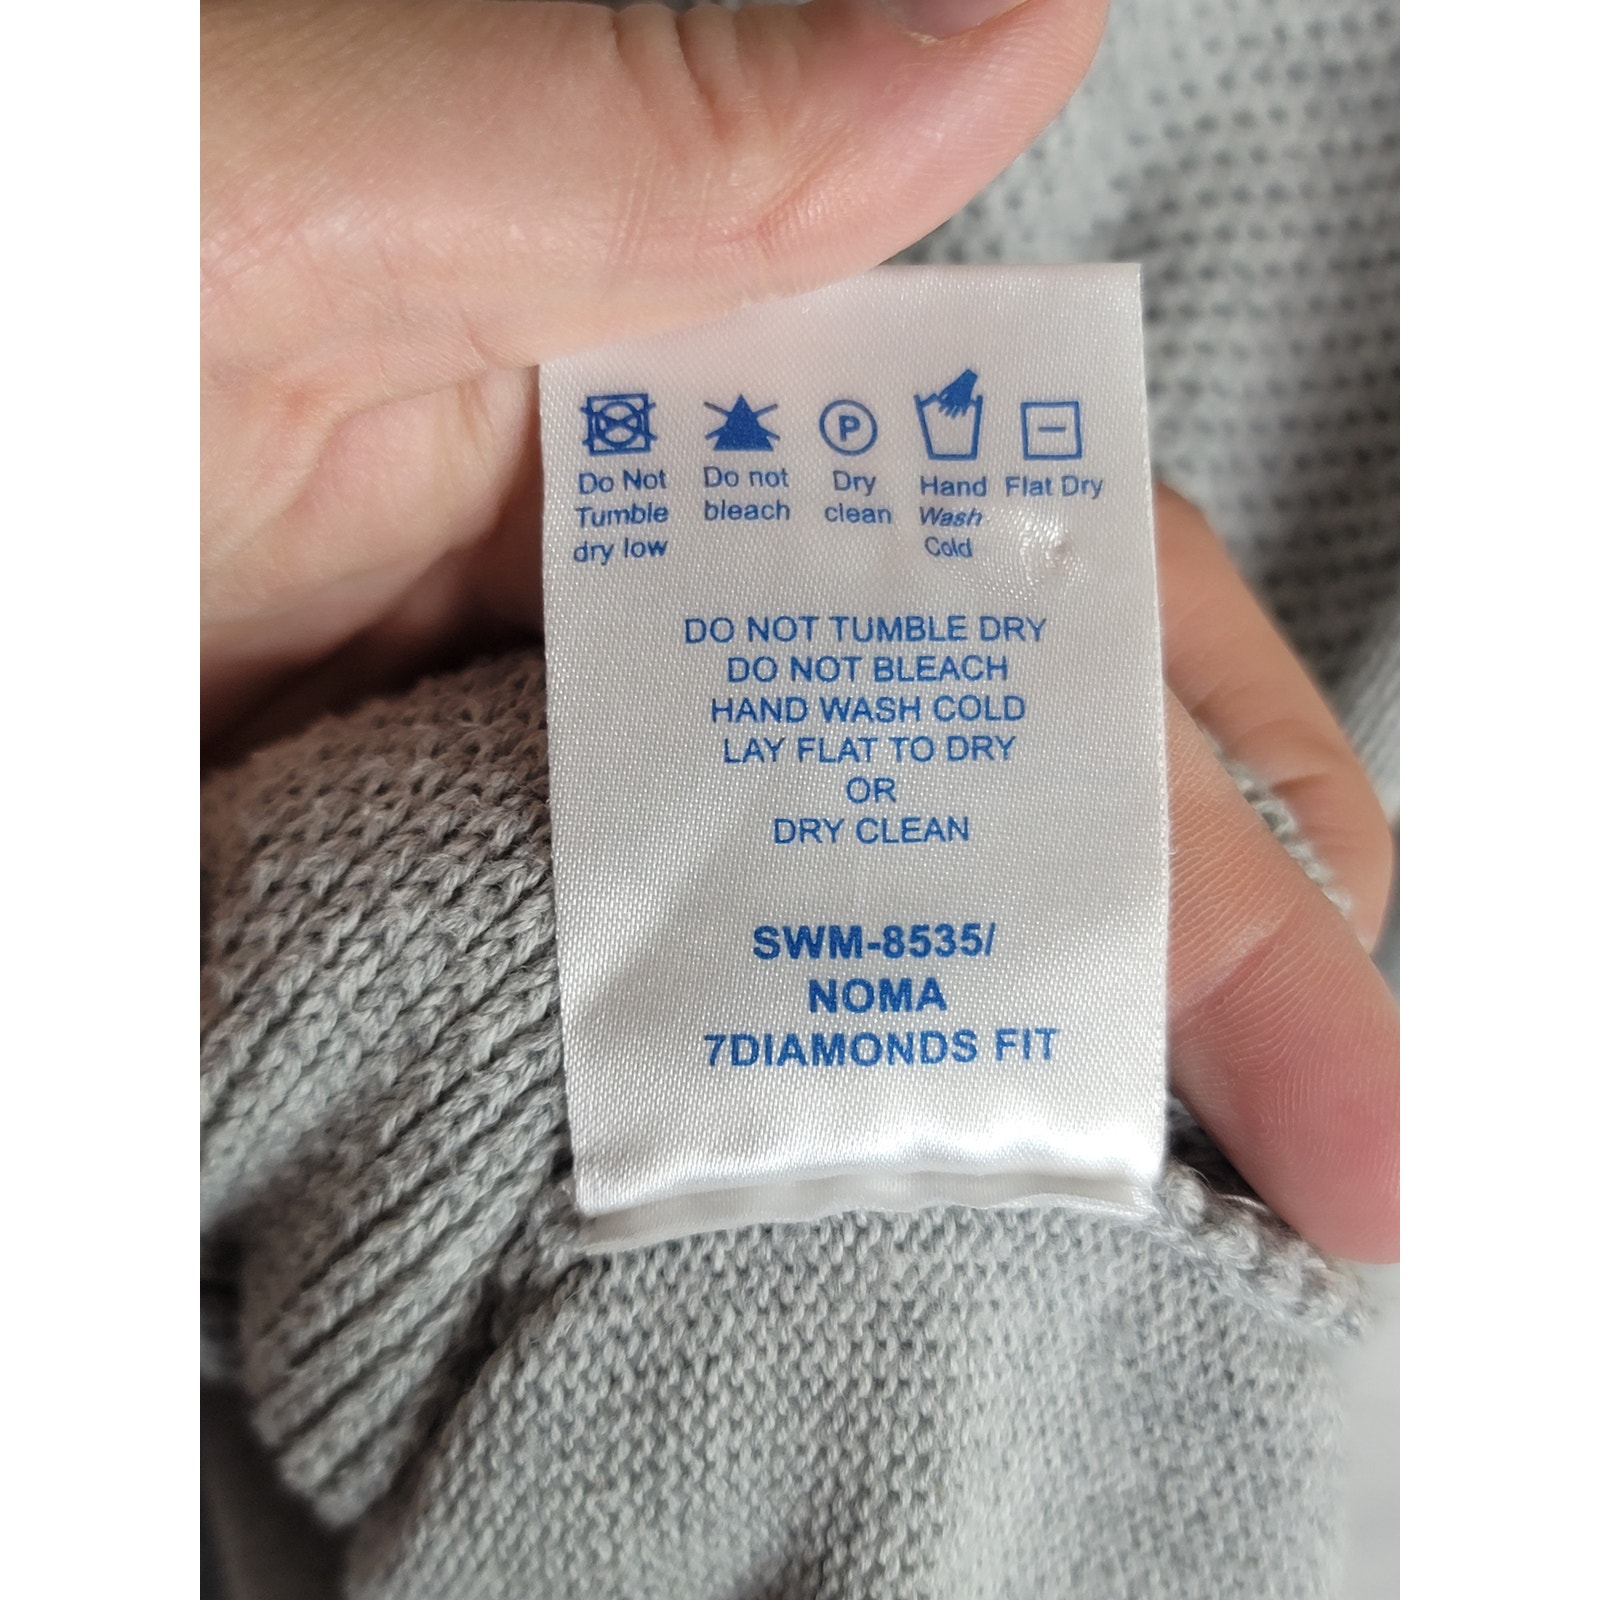 P
Do Not
Tumble
dry low
Do not
bleach
Dry
clean
Hand
Wash
Cold
Flat Dry
DO NOT TUMBLE DRY
DO NOT BLEACH
HAND WASH COLD
LAY FLAT TO DRY
OR
DRY CLEAN
SWM-8535/
NOMA
7DIAMONDS FIT